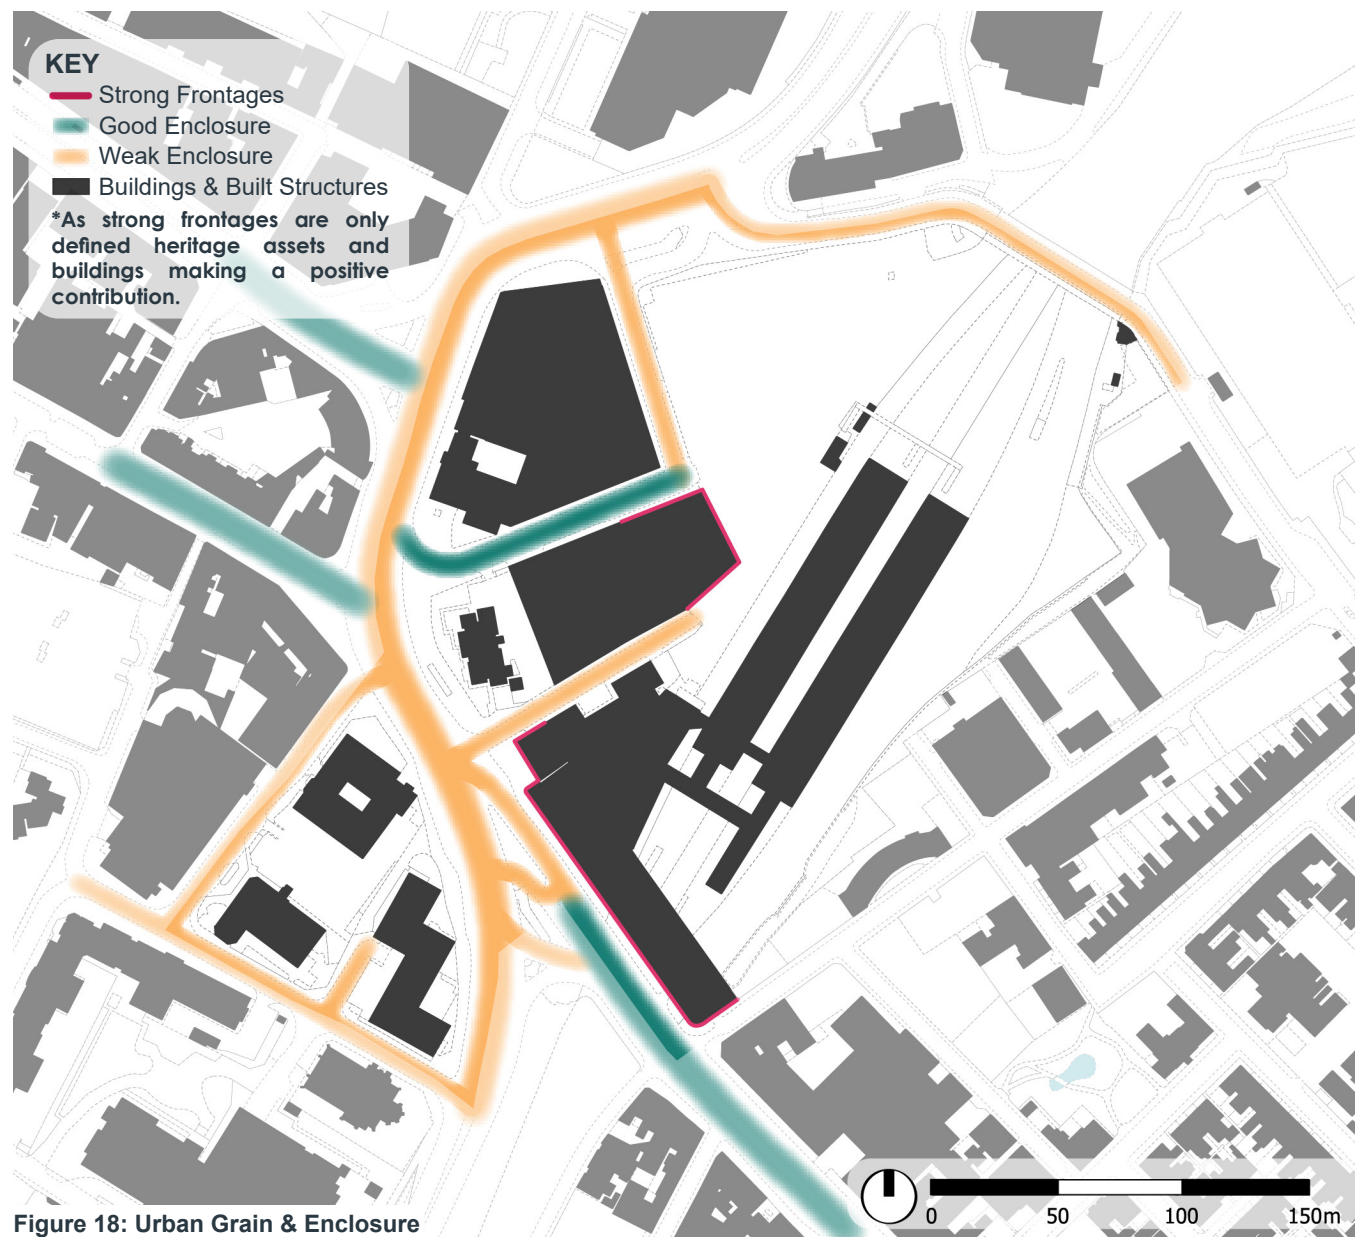 KEY
Strong Frontages
Good Enclosure
Weak Enclosure
Buildings & Built Structures
*As strong frontages are only
defined heritage assets and
buildings making a positive
contribution.
0 50 100 150m
Figure 18: Urban Grain & Enclosure